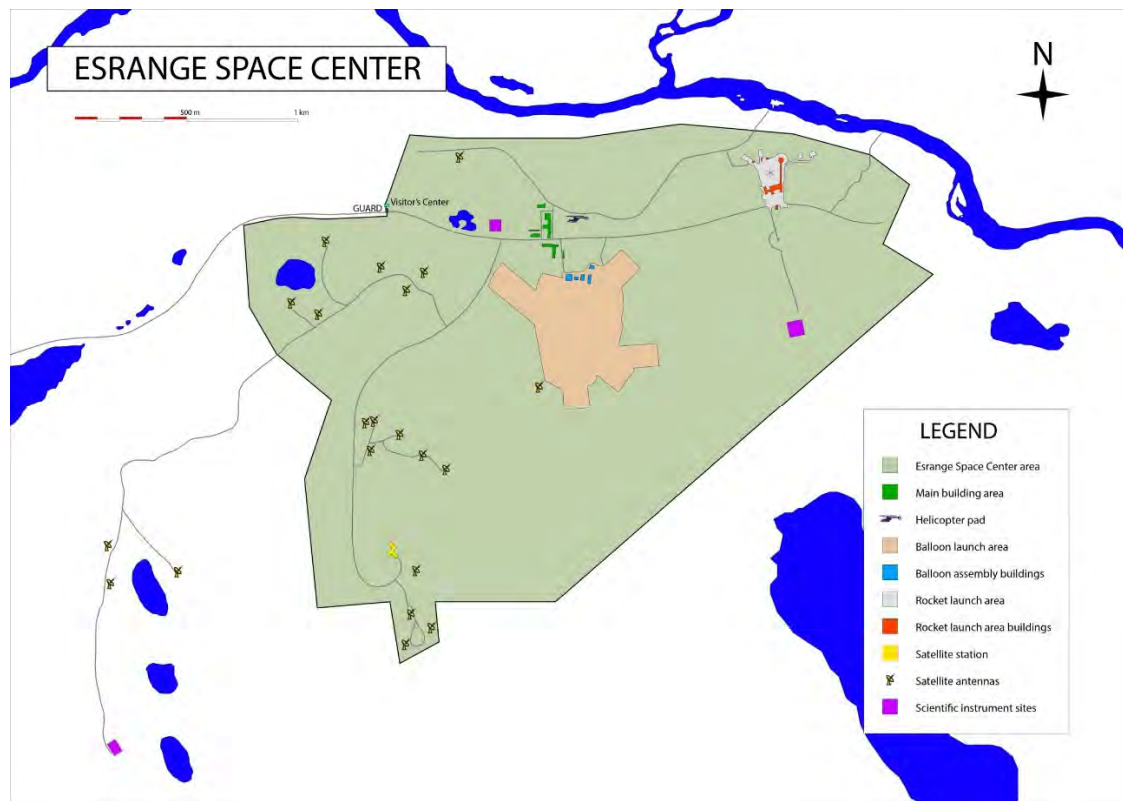 ESRANGE SPACE CENTER
N
500 m
1 km
Visitor's Center
GUARD
LEGEND
Esrange Space Center area
Main building area
Helicopter pad
Balloon launch area
Balloon assembly buildings
Rocket launch area
Rocket launch area buildings
Satellite station
Satellite antennas
Scientific instrument sites